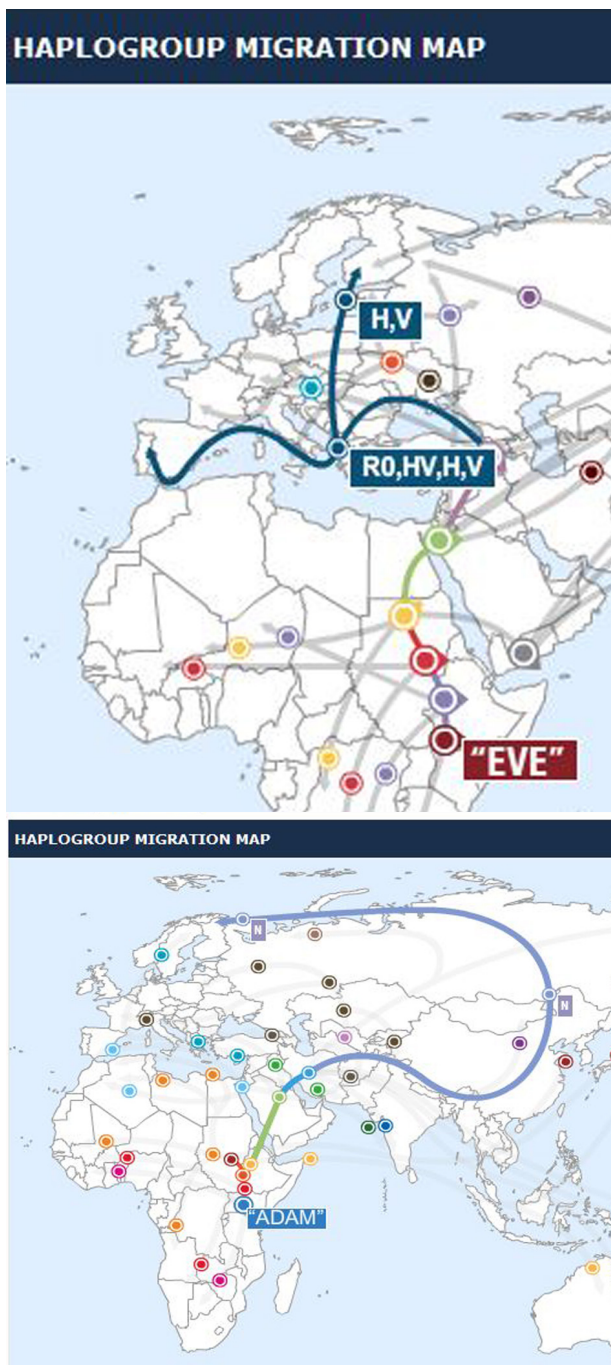 HAPLOGROUP MIGRATION MAP
H,V
R0,HV,H,V
"EVE"
HAPLOGROUP MIGRATION MAP
N
N
"ADAM"